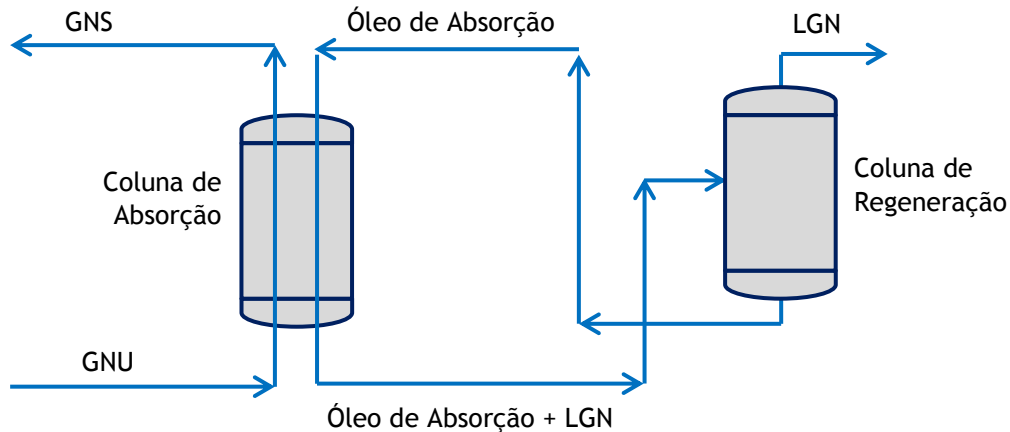 GNS
Óleo de Absorção
LGN
Coluna de
Absorção
Coluna de
Regeneração
GNU
Óleo de Absorção + LGN